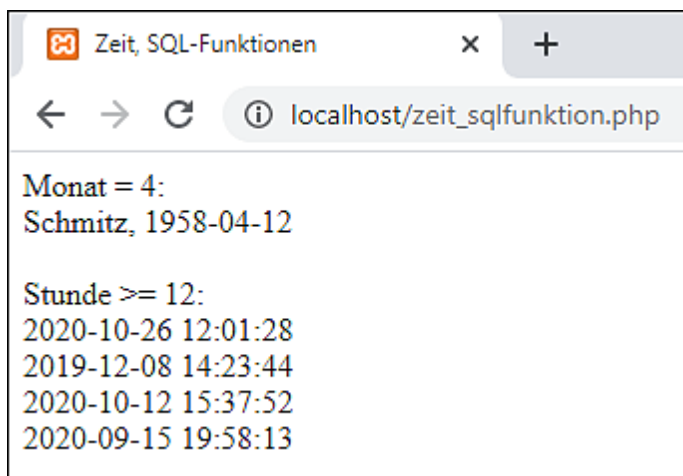 Zeit, SQL-Funktionen
localhost/zeit_sqlfunktion.php
Monat = 4:
Schmitz, 1958-04-12
Stunde >= 12:
2020-10-26 12:01:28
2019-12-08 14:23:44
2020-10-12 15:37:52
2020-09-15 19:58:13